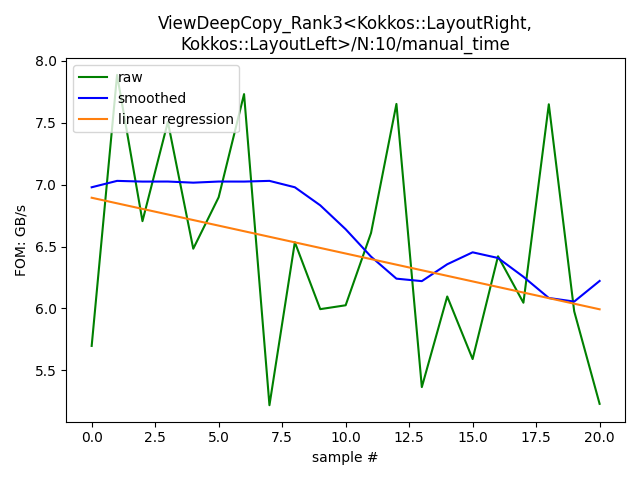 ViewDeepCopy_Rank3<Kokkos::LayoutRight,
Kokkos::LayoutLeft>/N:10/manual_time
raw
smoothed
linear regression
FOM: GB/s
8.0
7.5
7.0
6.5
6.0
5.5
0.0
2.5
5.0
7.5
10.0
12.5
15.0
17.5
20.0
sample #